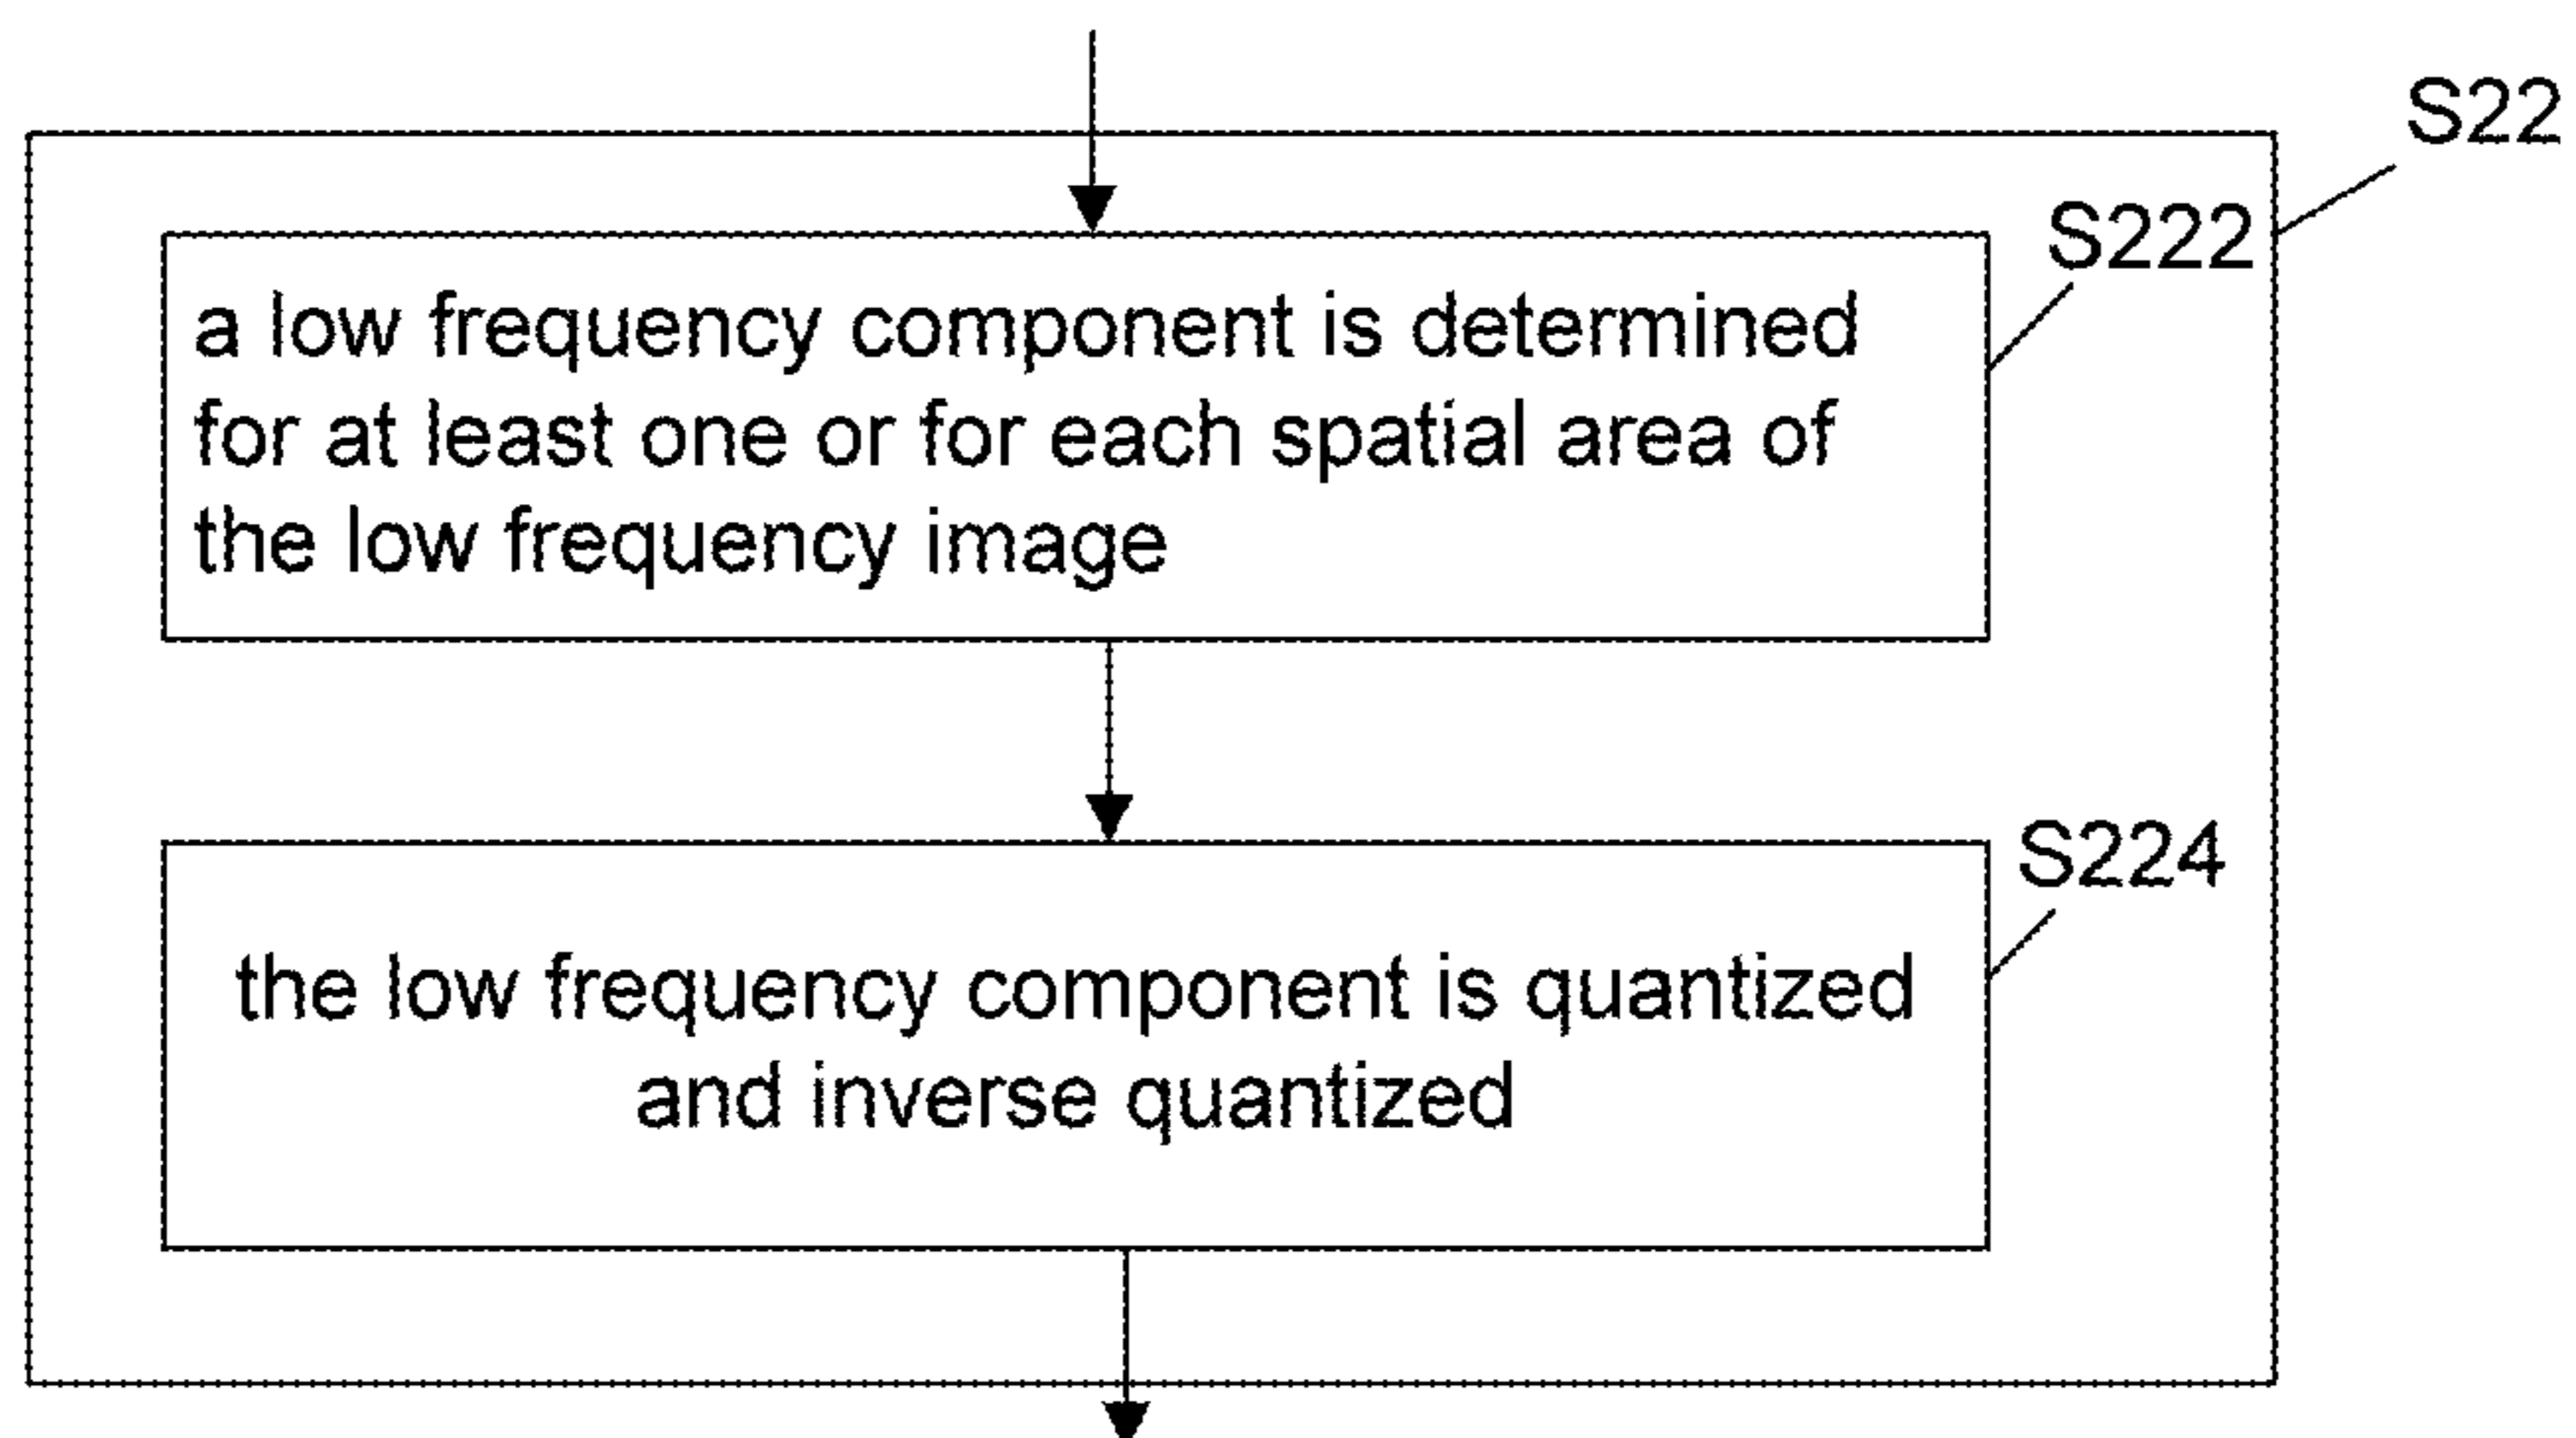 S22
S222
a low frequency component is determined
for at least one or for each spatial area of
the low frequency image
S224
the low frequency component is quantized
and inverse quantized